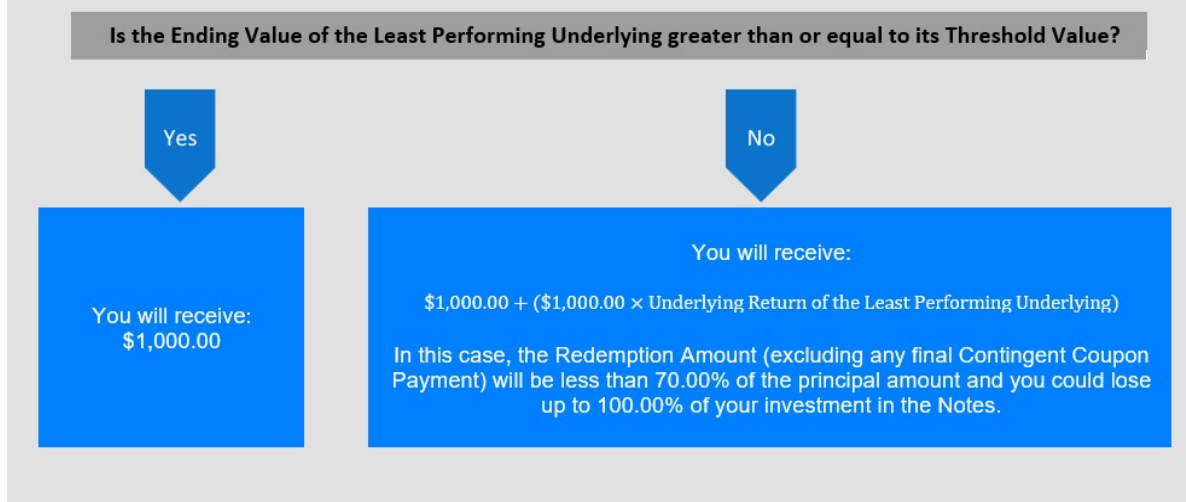 Is the Ending Value of the Least Performing Underlying greater than or equal to its Threshold Value?
Yes
No
You will receive:
$1,000.00
You will receive:
$1,000.00 + ($1,000.00 × Underlying Return of the Least Performing Underlying)
In this case, the Redemption Amount (excluding any final Contingent Coupon
Payment) will be less than 70.00% of the principal amount and you could lose
up to 100.00% of your investment in the Notes.